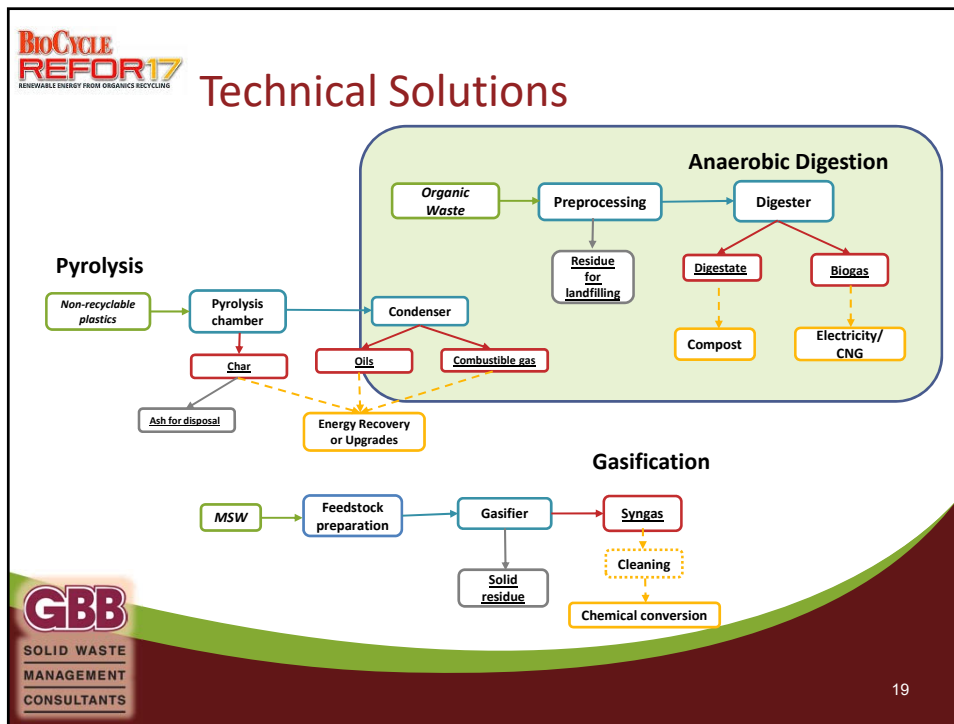 BIOCYCLE
REFOR17
RENEWABLE ENERGY FROM ORGANICS RECYCLING
Technical Solutions
Anaerobic Digestion
Organic
Waste
Preprocessing
Digester
Residue
for
landfilling
Digestate
Biogas
Compost
Electricity/
CNG
Pyrolysis
Non-recyclable
plastics
Pyrolysis
chamber
Condenser
Char
Oils
Combustible gas
Ash for disposal
Energy Recovery
or Upgrades
Gasification
MSW
Feedstock
preparation
Gasifier
Syngas
Solid
residue
Cleaning
Chemical conversion
GBB
SOLID WASTE
MANAGEMENT
CONSULTANTS
19